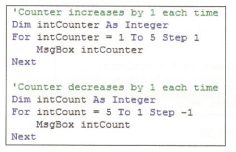 'Counter increases by 1 each time
Dim intCounter As Integer
For intCounter = 1 To 5 Step 1
    MsgBox intCounter
Next

'Counter decreases by 1 each time
Dim intCount As Integer
For intCount = 5 To 1 Step -1
    MsgBox intCount
Next